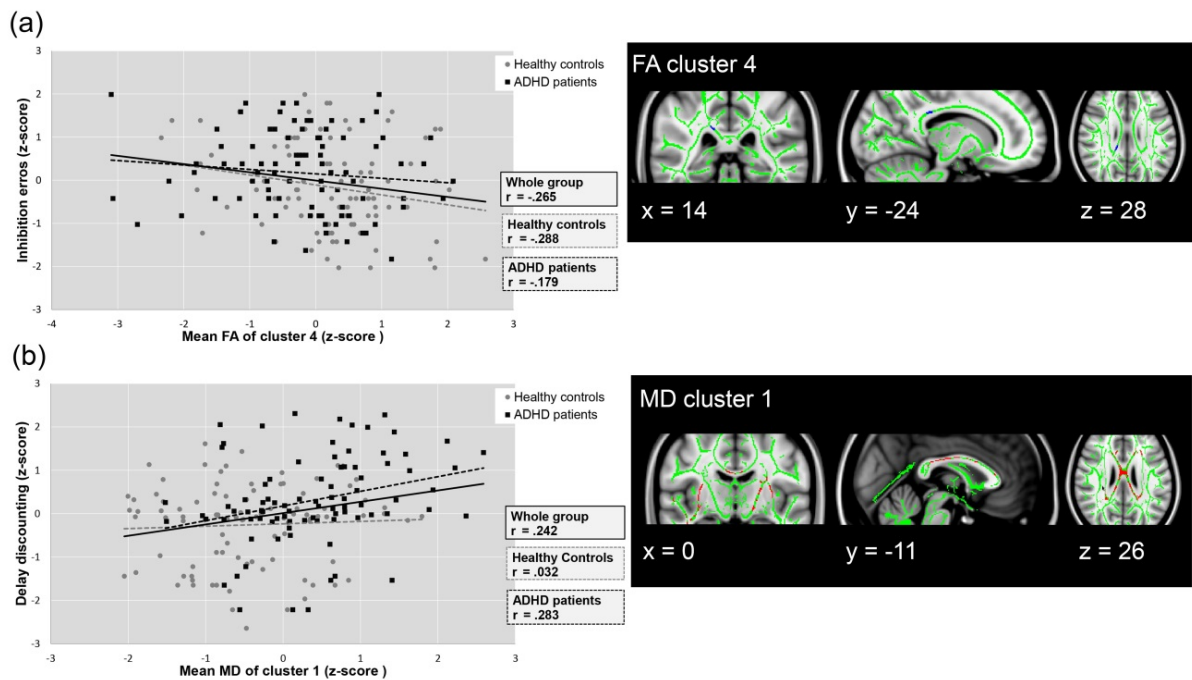 (a)
3
2
1
0
-1
-2
-3
Inhibition erros (z-score)
Healthy controls
ADHD patients
Whole group
r = -.265
Healthy controls
r = -.288
ADHD patients
r = -.179
-4 -3 -2 -1 0 1 2 3
Mean FA of cluster 4 (z-score )
FA cluster 4
x = 14 y = -24 z = 28
(b)
3
2
1
0
-1
-2
-3
Delay discounting (z-score)
Healthy controls
ADHD patients
Whole group
r = .242
Healthy Controls
r = .032
ADHD patients
r = .283
-3 -2 -1 0 1 2 3
Mean MD of cluster 1 (z-score )
MD cluster 1
x = 0 y = -11 z = 26